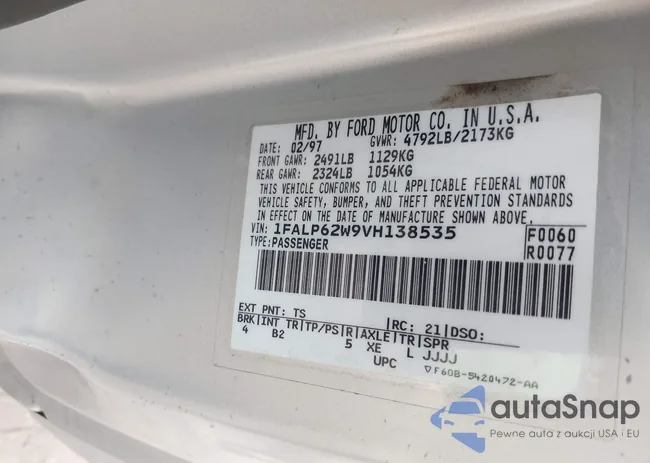 MFD. BY FORD MOTOR CO. IN U.S.A.
DATE: 02/97 GVWR: 4792LB/2173KG
FRONT GAWR: 2491LB 1129KG
REAR GAWR: 2324LB 1054KG
THIS VEHICLE CONFORMS TO ALL APPLICABLE FEDERAL MOTOR
VEHICLE SAFETY, BUMPER, AND THEFT PREVENTION STANDARDS
IN EFFECT ON THE DATE OF MANUFACTURE SHOWN ABOVE.
VIN: 1FALP62W9VH138535 F0060
TYPE: PASSENGER R0077
EXT PNT: TS |RC: 21|DSO:
BRK|INT TR|TP/PS|R|AXLE|TR|SPR
4 B2 5 XE L JJJJ
UPC ▽F60B-5420472-AA
autaSnap
Pewne auta z aukcji USA i EU